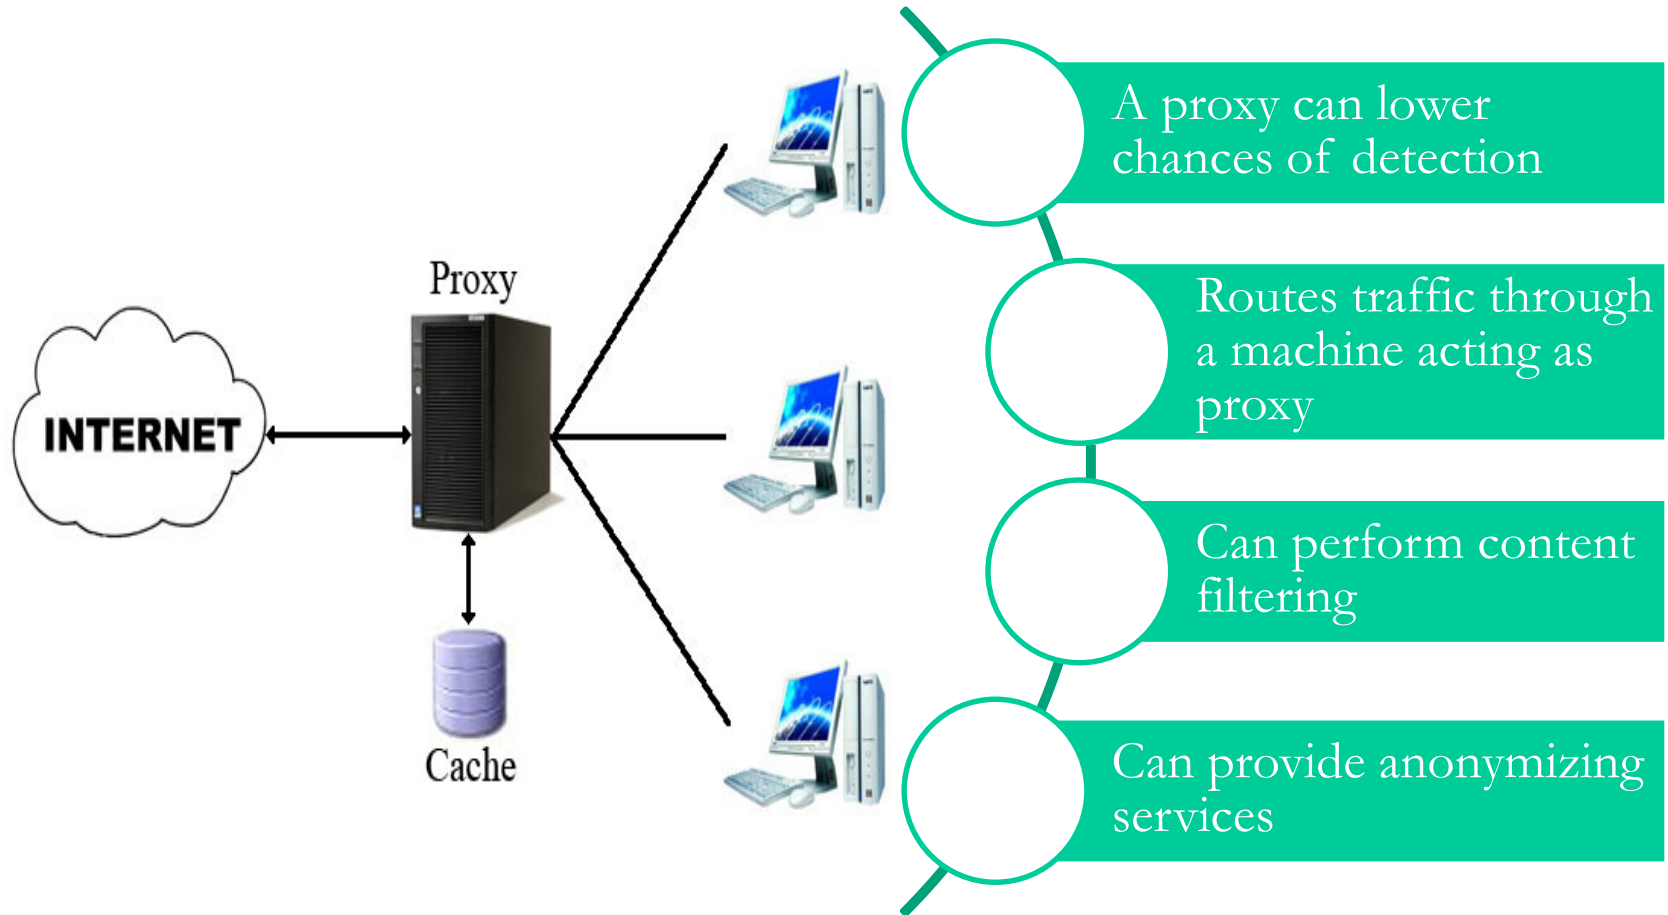 Proxy
INTERNET
Cache
A proxy can lower
chances of detection
Routes traffic through
a machine acting as
proxy
Can perform content
filtering
Can provide anonymizing
services